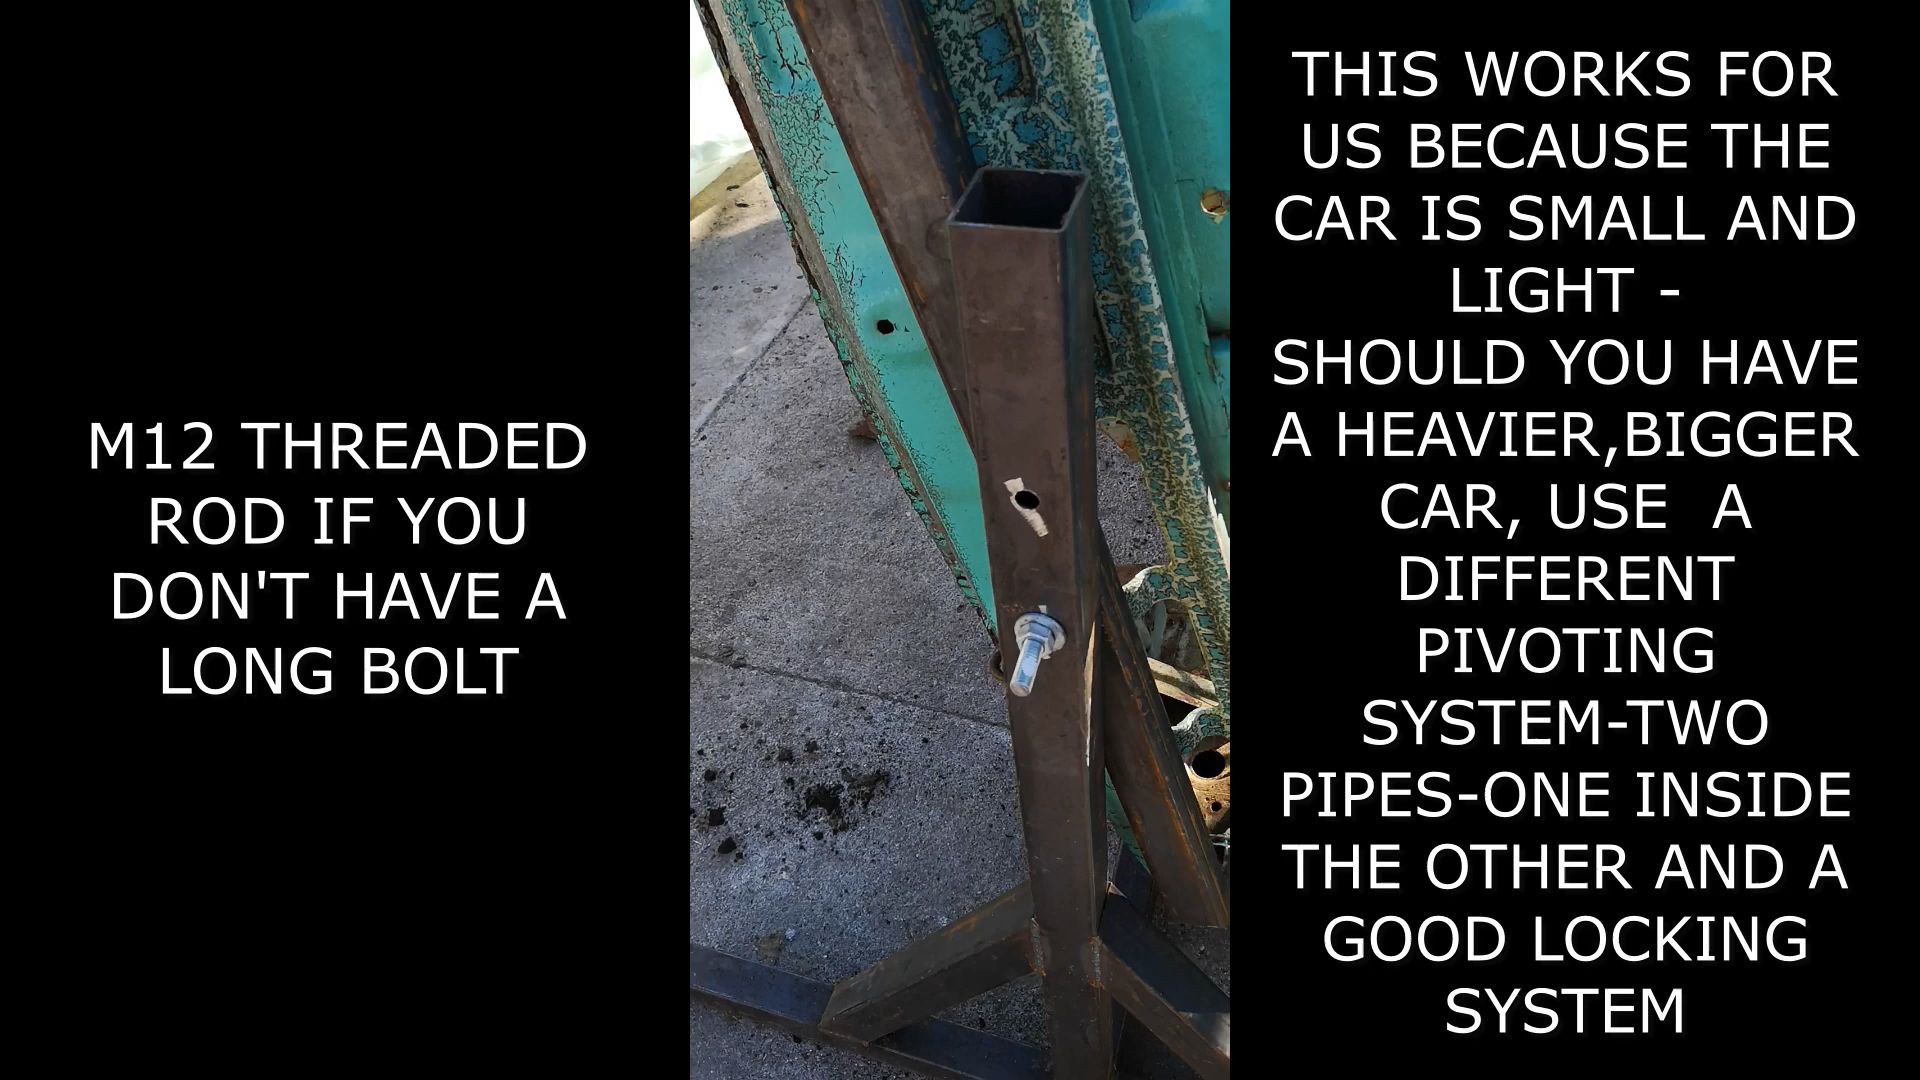 M12 THREADED
ROD IF YOU
DON'T HAVE A
LONG BOLT
THIS WORKS FOR
US BECAUSE THE
CAR IS SMALL AND
LIGHT -
SHOULD YOU HAVE
A HEAVIER,BIGGER
CAR, USE  A
DIFFERENT
PIVOTING
SYSTEM-TWO
PIPES-ONE INSIDE
THE OTHER AND A
GOOD LOCKING
SYSTEM